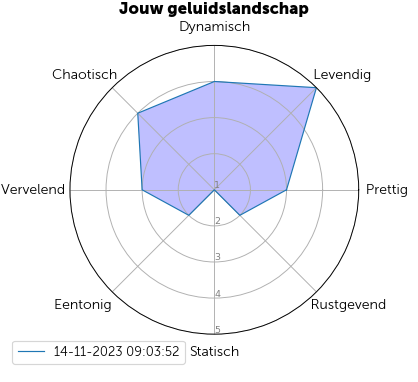 Jouw geluidslandschap
Dynamisch
Chaotisch
Levendig
Vervelend
1
Prettig
2
3
4
Eentonig
Rustgevend
5
14-11-2023 09:03:52
Statisch